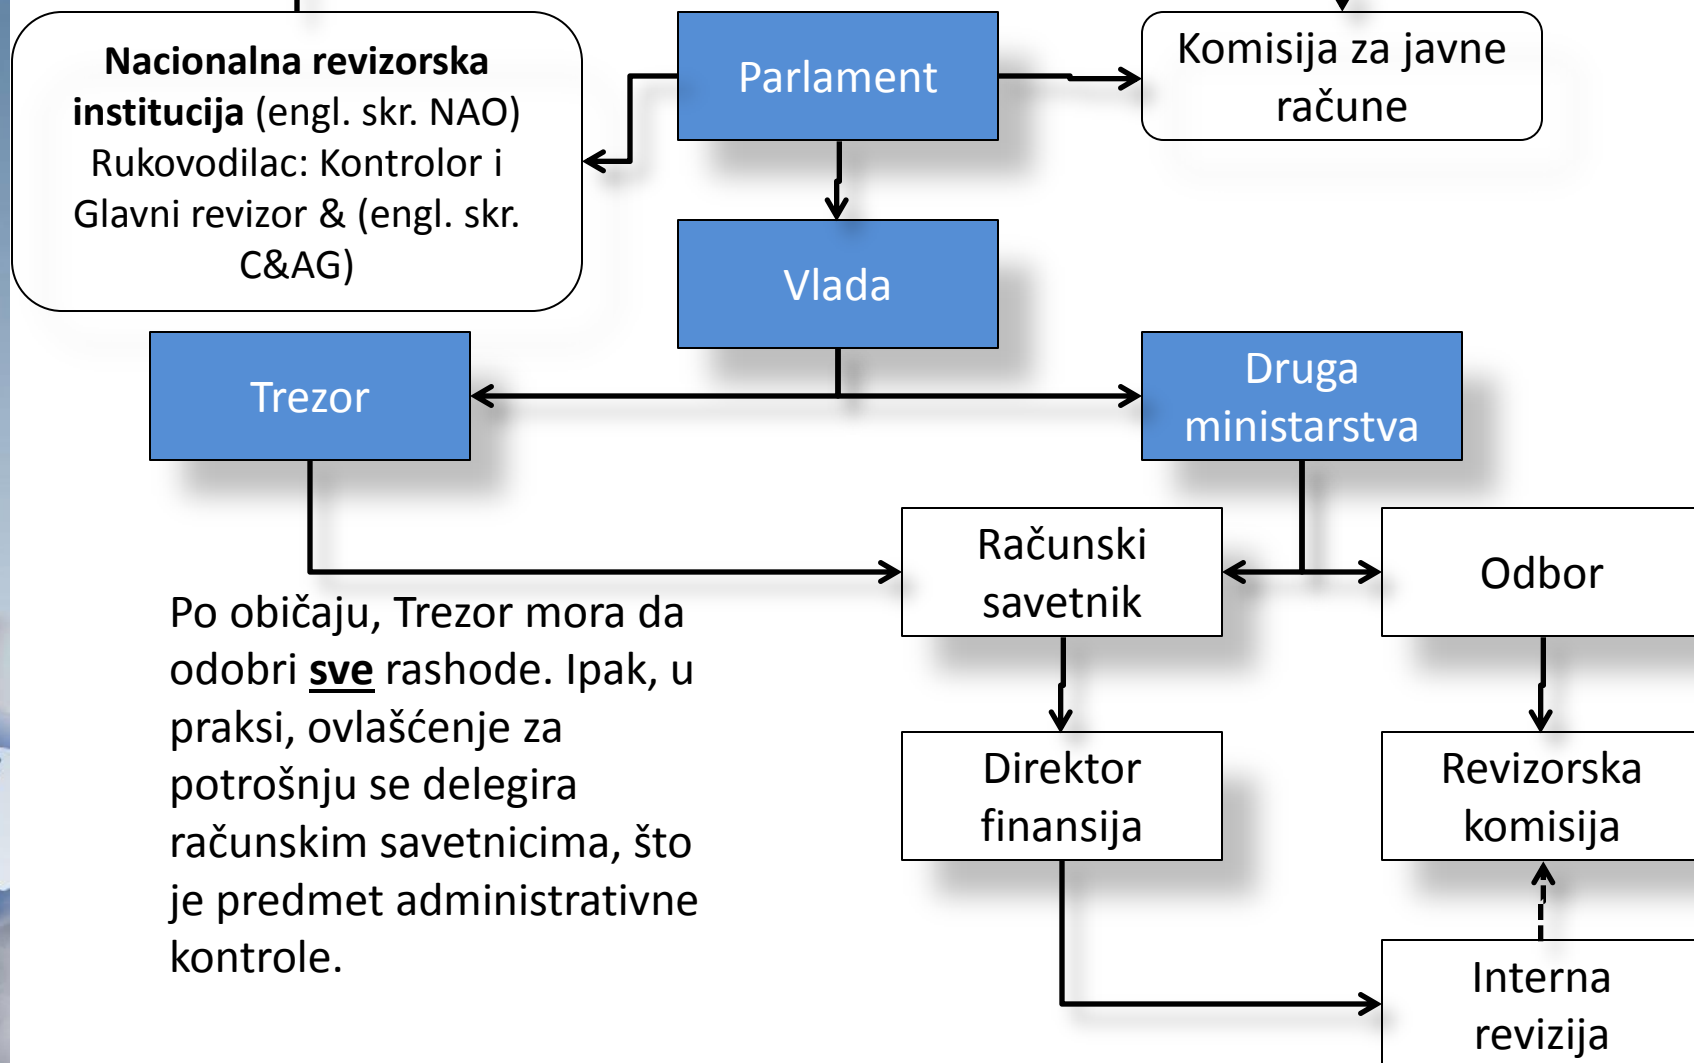 Nacionalna revizorska
institucija (engl. skr. NAO)
Rukovodilac: Kontrolor i
Glavni revizor & (engl. skr.
C&AG)
Parlament
Komisija za javne
račune
Vlada
Trezor
Druga
ministarstva
Računski
savetnik
Odbor
Po običaju, Trezor mora da
odobri sve rashode. Ipak, u
praksi, ovlašćenje za
potrošnju se delegira
računskim savetnicima, što
je predmet administrativne
kontrole.
Direktor
finansija
Revizorska
komisija
Interna
revizija